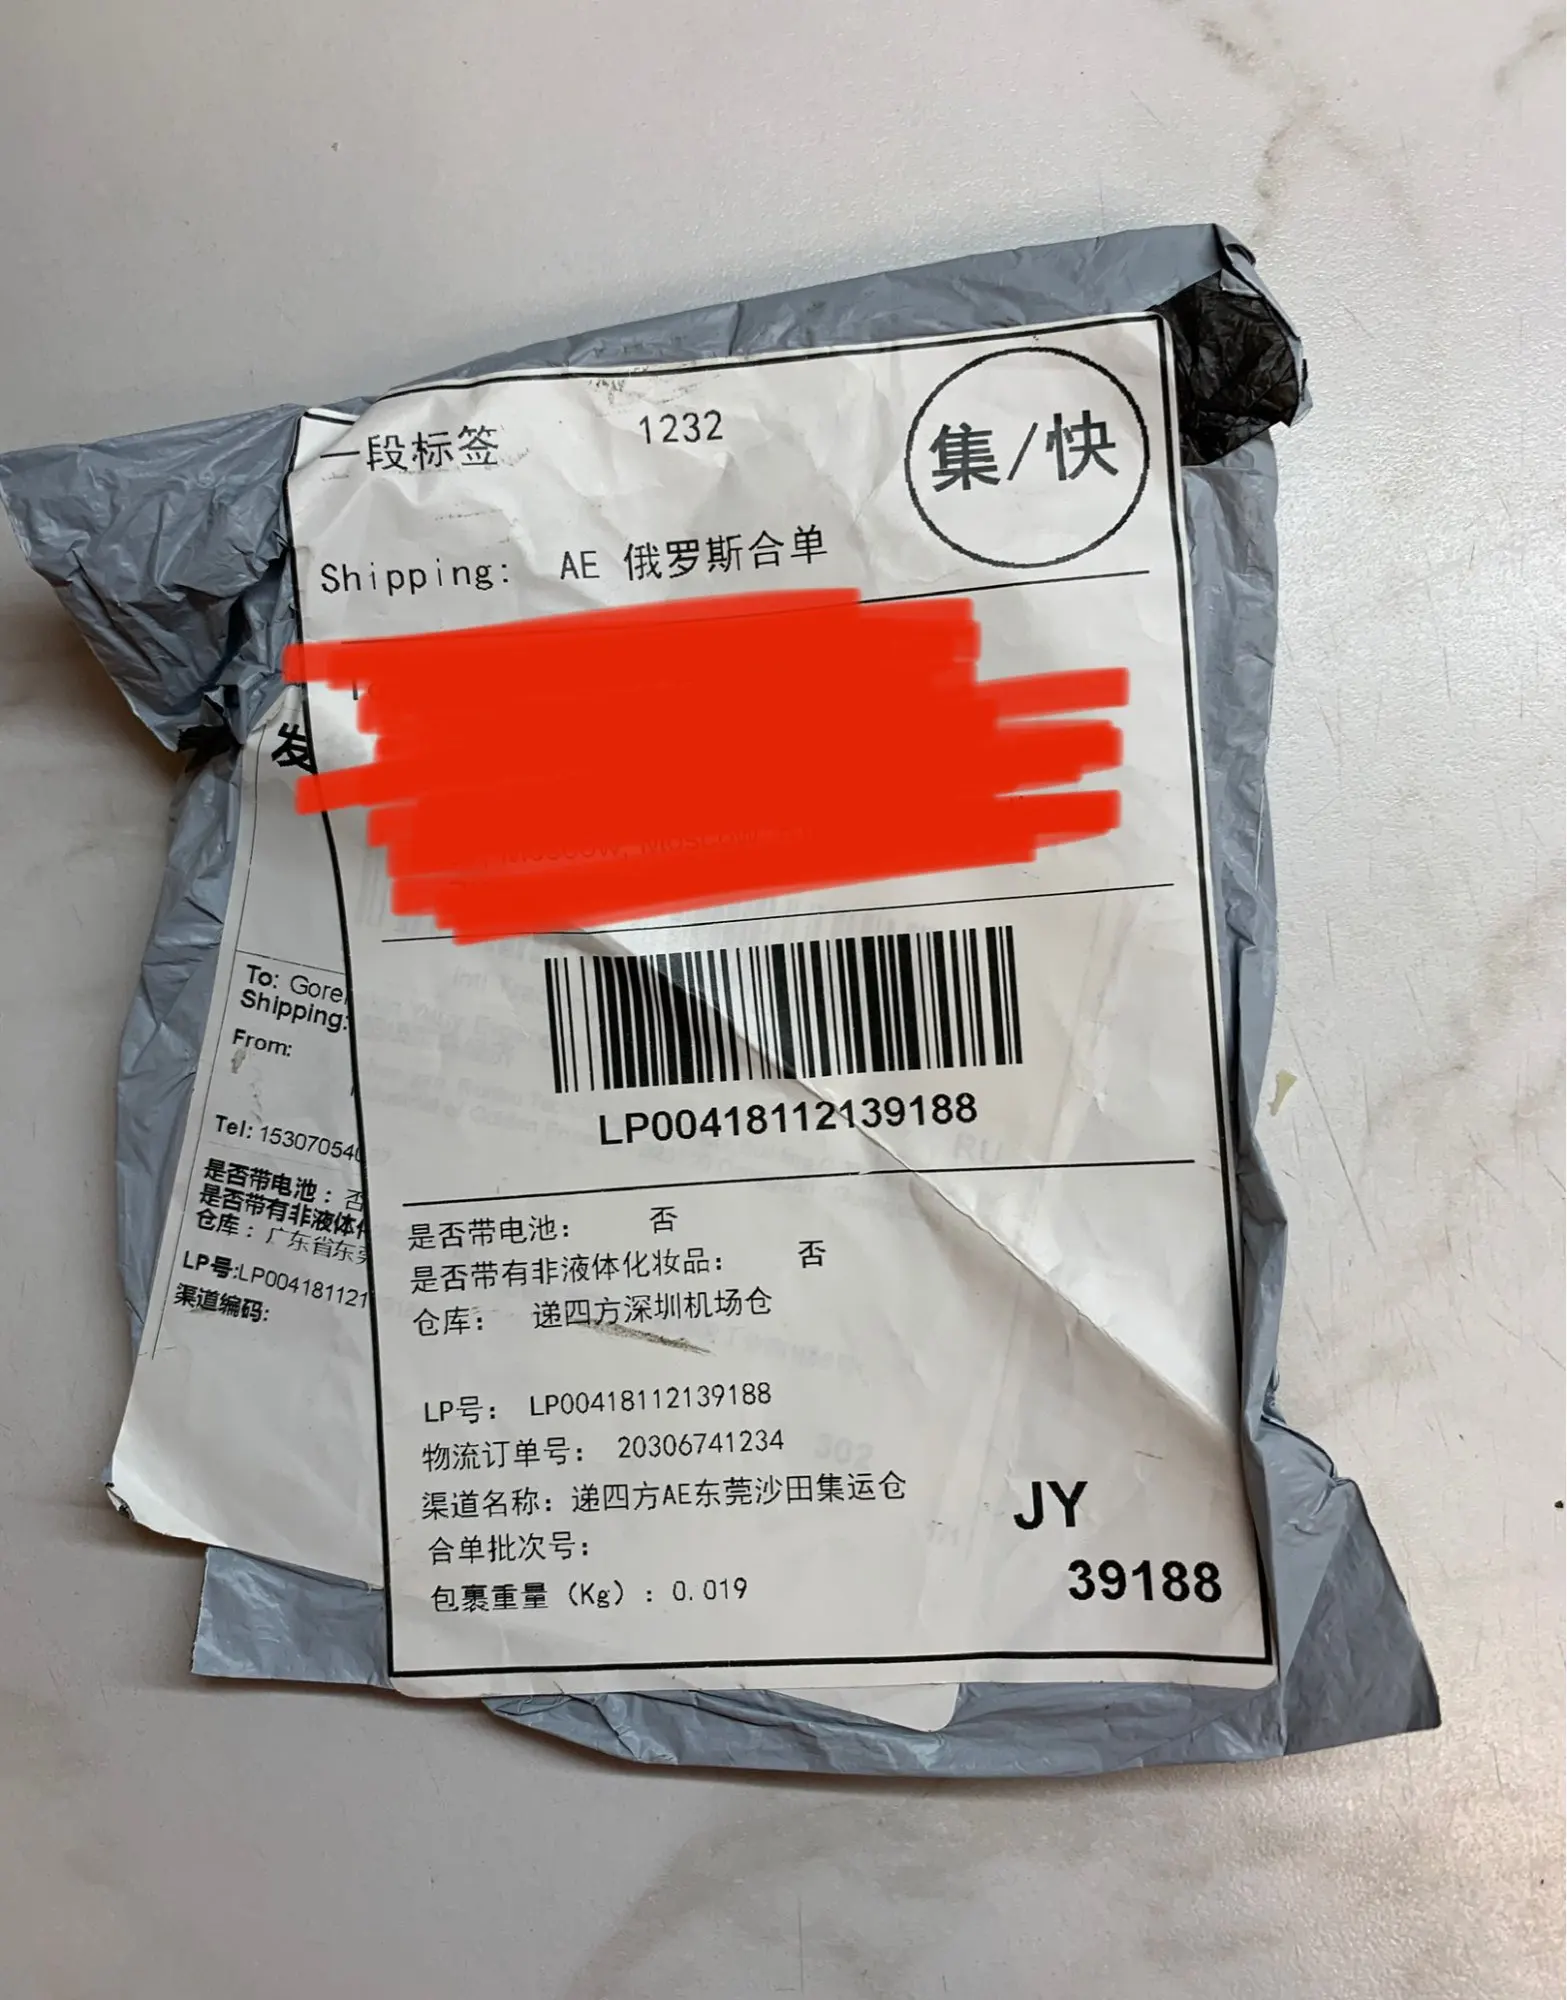 一段标签 1232
集/快
Shipping: AE 俄罗斯合单
LP00418112139188
是否带电池： 否
是否带有非液体化妆品： 否
仓库： 递四方深圳机场仓
LP号： LP00418112139188
物流订单号： 20306741234
渠道名称：递四方AE东莞沙田集运仓
合单批次号：
包裹重量（Kg）：0.019
JY
39188
To: Gorel
Shipping:
From:
Tel: 153070540
是否带电池：否
是否带有非液体
仓库：广东省东
LP号:LP004181121
渠道编码: